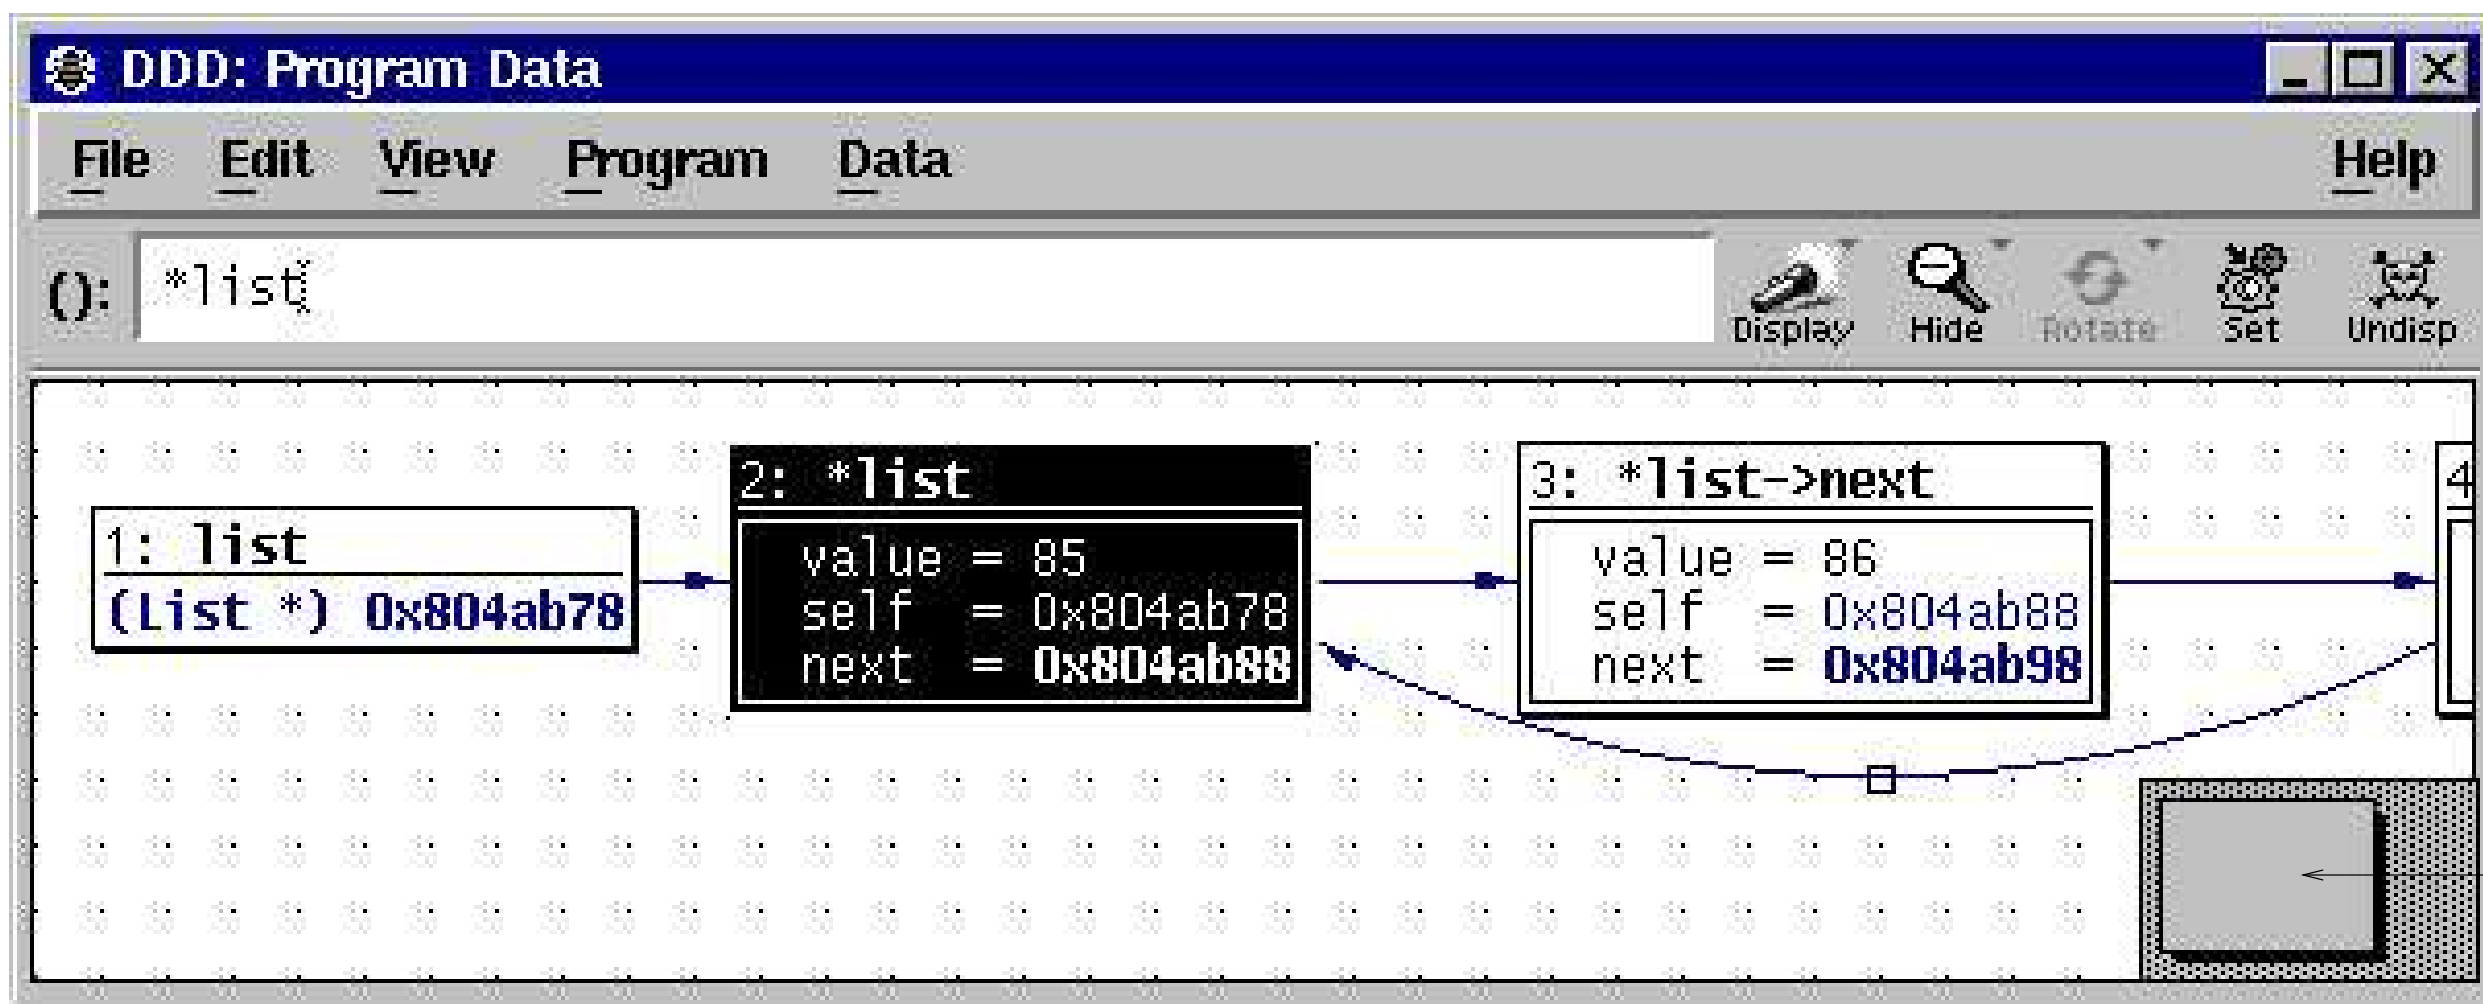 DDD: Program Data
File Edit View Program Data Help
(): *list
Display Hide Rotate Set Undisp
1: list
(List *) 0x804ab78
2: *list
value = 85
self = 0x804ab78
next = 0x804ab88
3: *list->next
value = 86
self = 0x804ab88
next = 0x804ab98
4